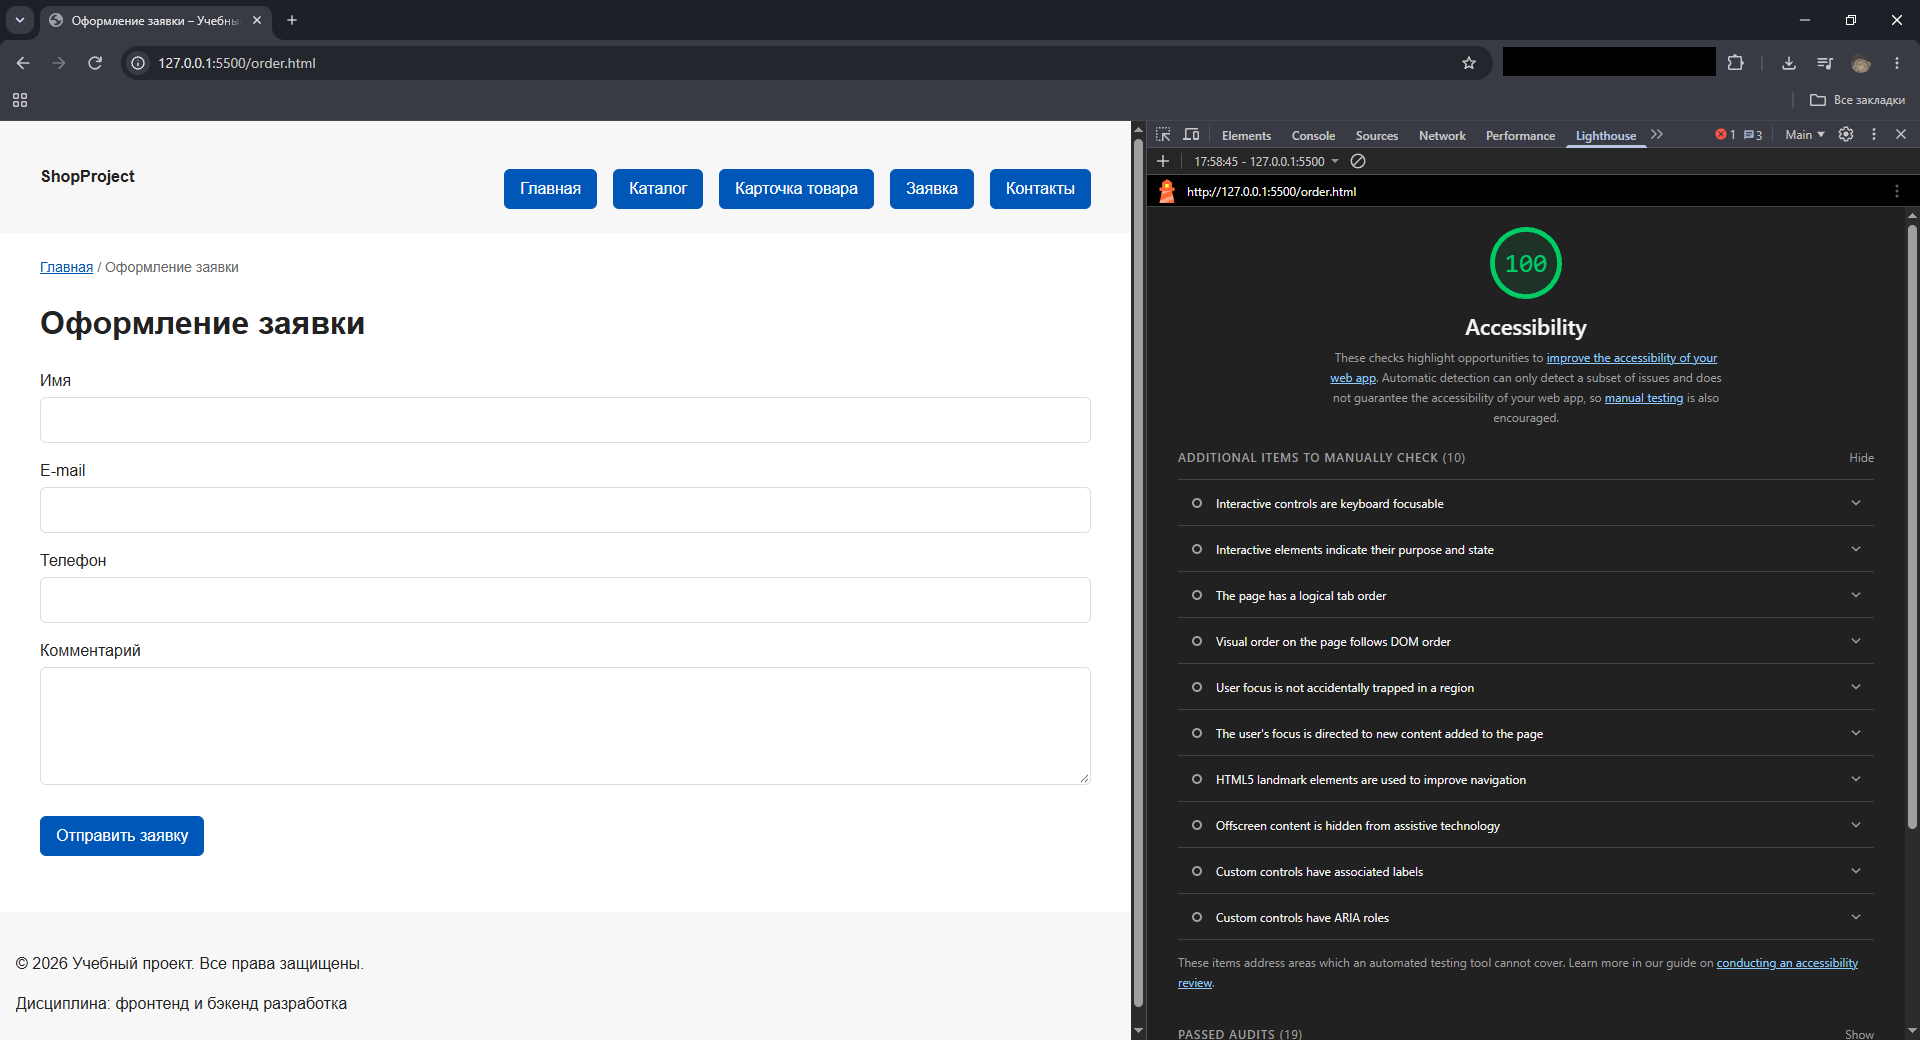 Оформление заявки – Учебны
127.0.0.1:5500/order.html
Все закладки
ShopProject
Главная
Каталог
Карточка товара
Заявка
Контакты
Главная / Оформление заявки
Оформление заявки
Имя
E-mail
Телефон
Комментарий
Отправить заявку
© 2026 Учебный проект. Все права защищены.
Дисциплина: фронтенд и бэкенд разработка
Elements Console Sources Network Performance Lighthouse 1 3 Main
17:58:45 - 127.0.0.1:5500
http://127.0.0.1:5500/order.html
100
Accessibility
These checks highlight opportunities to improve the accessibility of your
web app. Automatic detection can only detect a subset of issues and does
not guarantee the accessibility of your web app, so manual testing is also
encouraged.
ADDITIONAL ITEMS TO MANUALLY CHECK (10) Hide
Interactive controls are keyboard focusable
Interactive elements indicate their purpose and state
The page has a logical tab order
Visual order on the page follows DOM order
User focus is not accidentally trapped in a region
The user's focus is directed to new content added to the page
HTML5 landmark elements are used to improve navigation
Offscreen content is hidden from assistive technology
Custom controls have associated labels
Custom controls have ARIA roles
These items address areas which an automated testing tool cannot cover. Learn more in our guide on conducting an accessibility
review.
PASSED AUDITS (19) Show